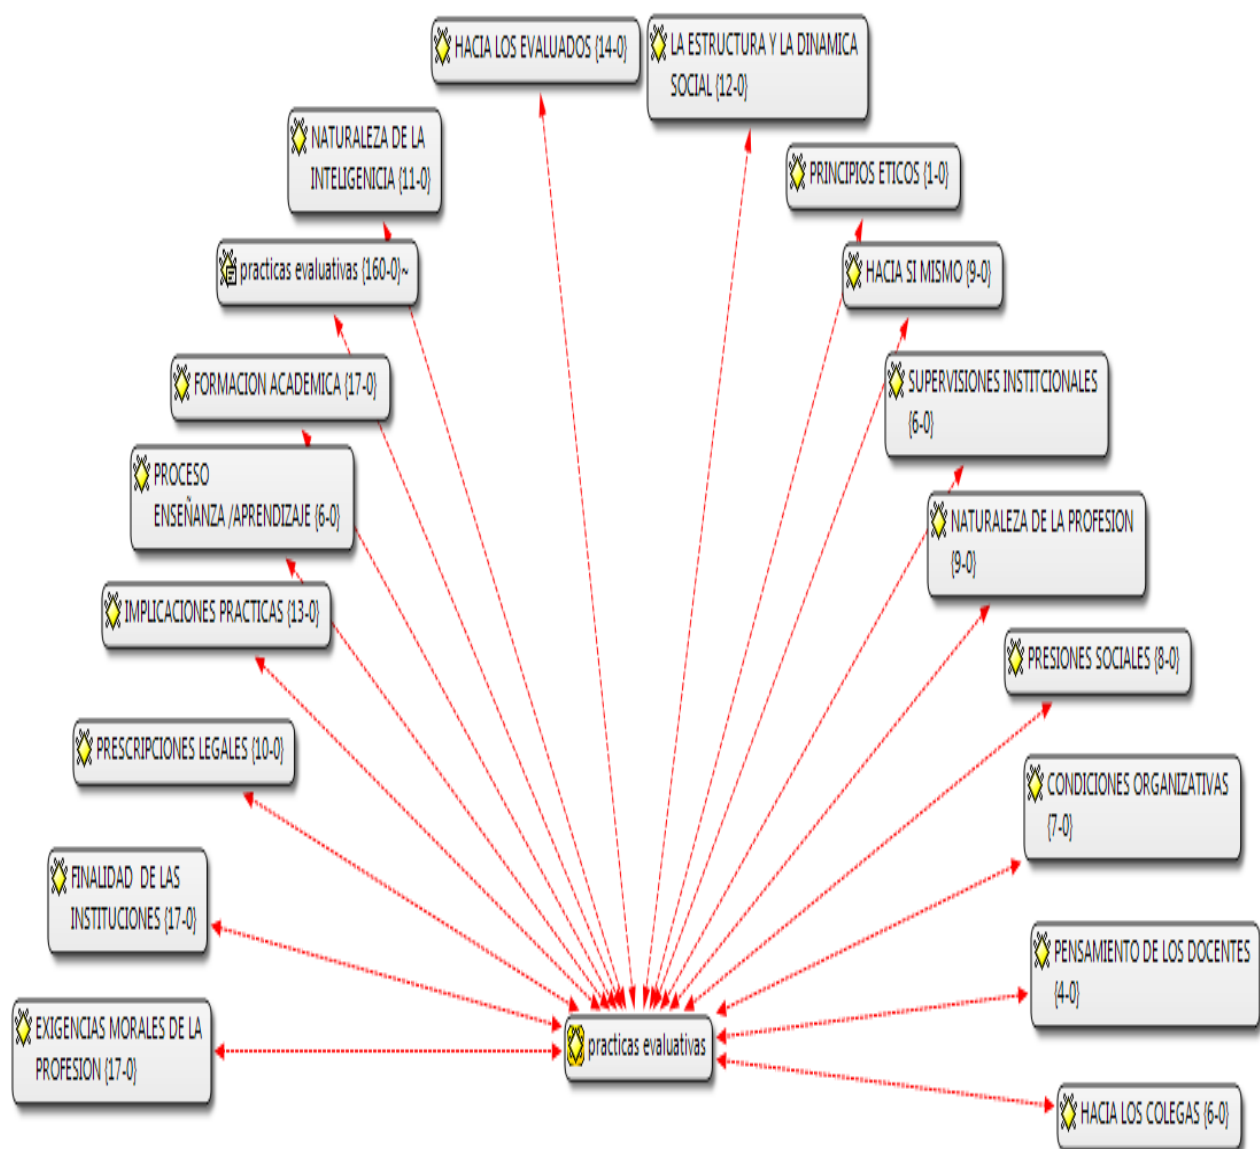 HACIA LOS EVALUADOS {14-0}
LA ESTRUCTURA Y LA DINAMICA
SOCIAL {12-0}
NATURALEZA DE LA
INTELIGENICIA {11-0}
PRINCIPIOS ETICOS {1-0}
practicas evaluativas {160-0}~
HACIA SI MISMO {9-0}
FORMACION ACADEMICA {17-0}
SUPERVISIONES INSTITCIONALES
{6-0}
PROCESO
ENSEÑANZA /APRENDIZAJE {6-0}
NATURALEZA DE LA PROFESION
{9-0}
IMPLICACIONES PRACTICAS {13-0}
PRESIONES SOCIALES {8-0}
PRESCRIPCIONES LEGALES {10-0}
CONDICIONES ORGANIZATIVAS
{7-0}
FINALIDAD DE LAS
INSTITUCIONES {17-0}
PENSAMIENTO DE LOS DOCENTES
{4-0}
EXIGENCIAS MORALES DE LA
PROFESION {17-0}
practicas evaluativas
HACIA LOS COLEGAS {6-0}